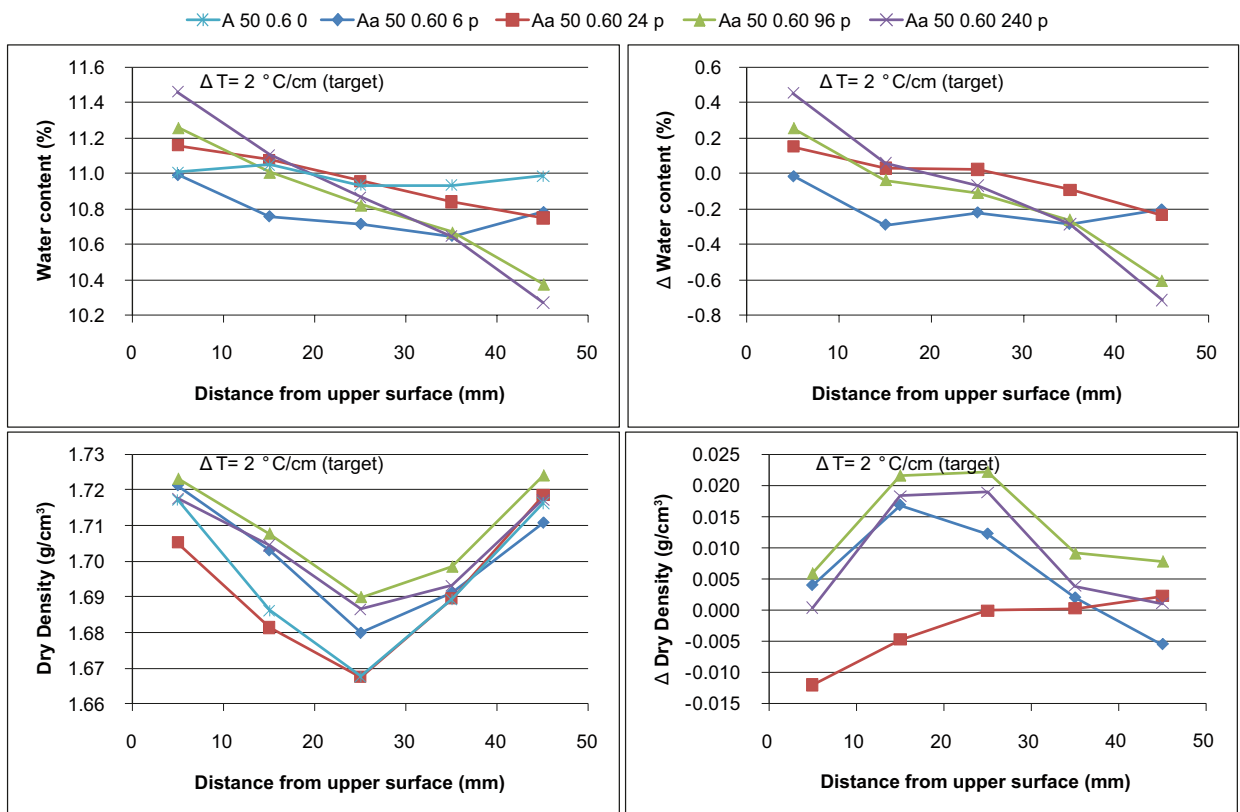 A 50 0.6 0 Aa 50 0.60 6 p Aa 50 0.60 24 p Aa 50 0.60 96 p Aa 50 0.60 240 p
Δ T= 2 °C/cm (target)
Water content (%)
11.6
11.4
11.2
11.0
10.8
10.6
10.4
10.2
0 10 20 30 40 50
Distance from upper surface (mm)
Δ T= 2 °C/cm (target)
Δ Water content (%)
0.6
0.4
0.2
0.0
-0.2
-0.4
-0.6
-0.8
0 10 20 30 40 50
Distance from upper surface (mm)
Δ T= 2 °C/cm (target)
Dry Density (g/cm³)
1.73
1.72
1.71
1.70
1.69
1.68
1.67
1.66
0 10 20 30 40 50
Distance from upper surface (mm)
Δ T= 2 °C/cm (target)
Δ Dry Density (g/cm³)
0.025
0.020
0.015
0.010
0.005
0.000
-0.005
-0.010
-0.015
0 10 20 30 40 50
Distance from upper surface (mm)